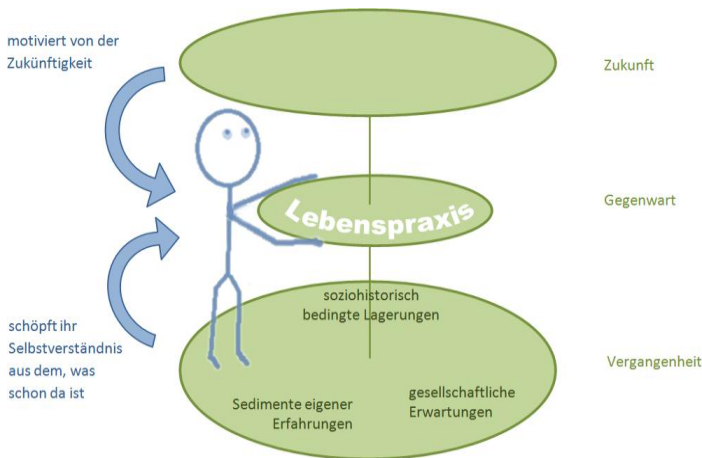 motiviert von der
Zukünftigkeit
Zukunft
Lebenspraxis
Gegenwart
soziohistorisch
bedingte Lagerungen
schöpft ihr
Selbstverständnis
aus dem, was
schon da ist
Vergangenheit
Sedimente eigener
Erfahrungen
gesellschaftliche
Erwartungen